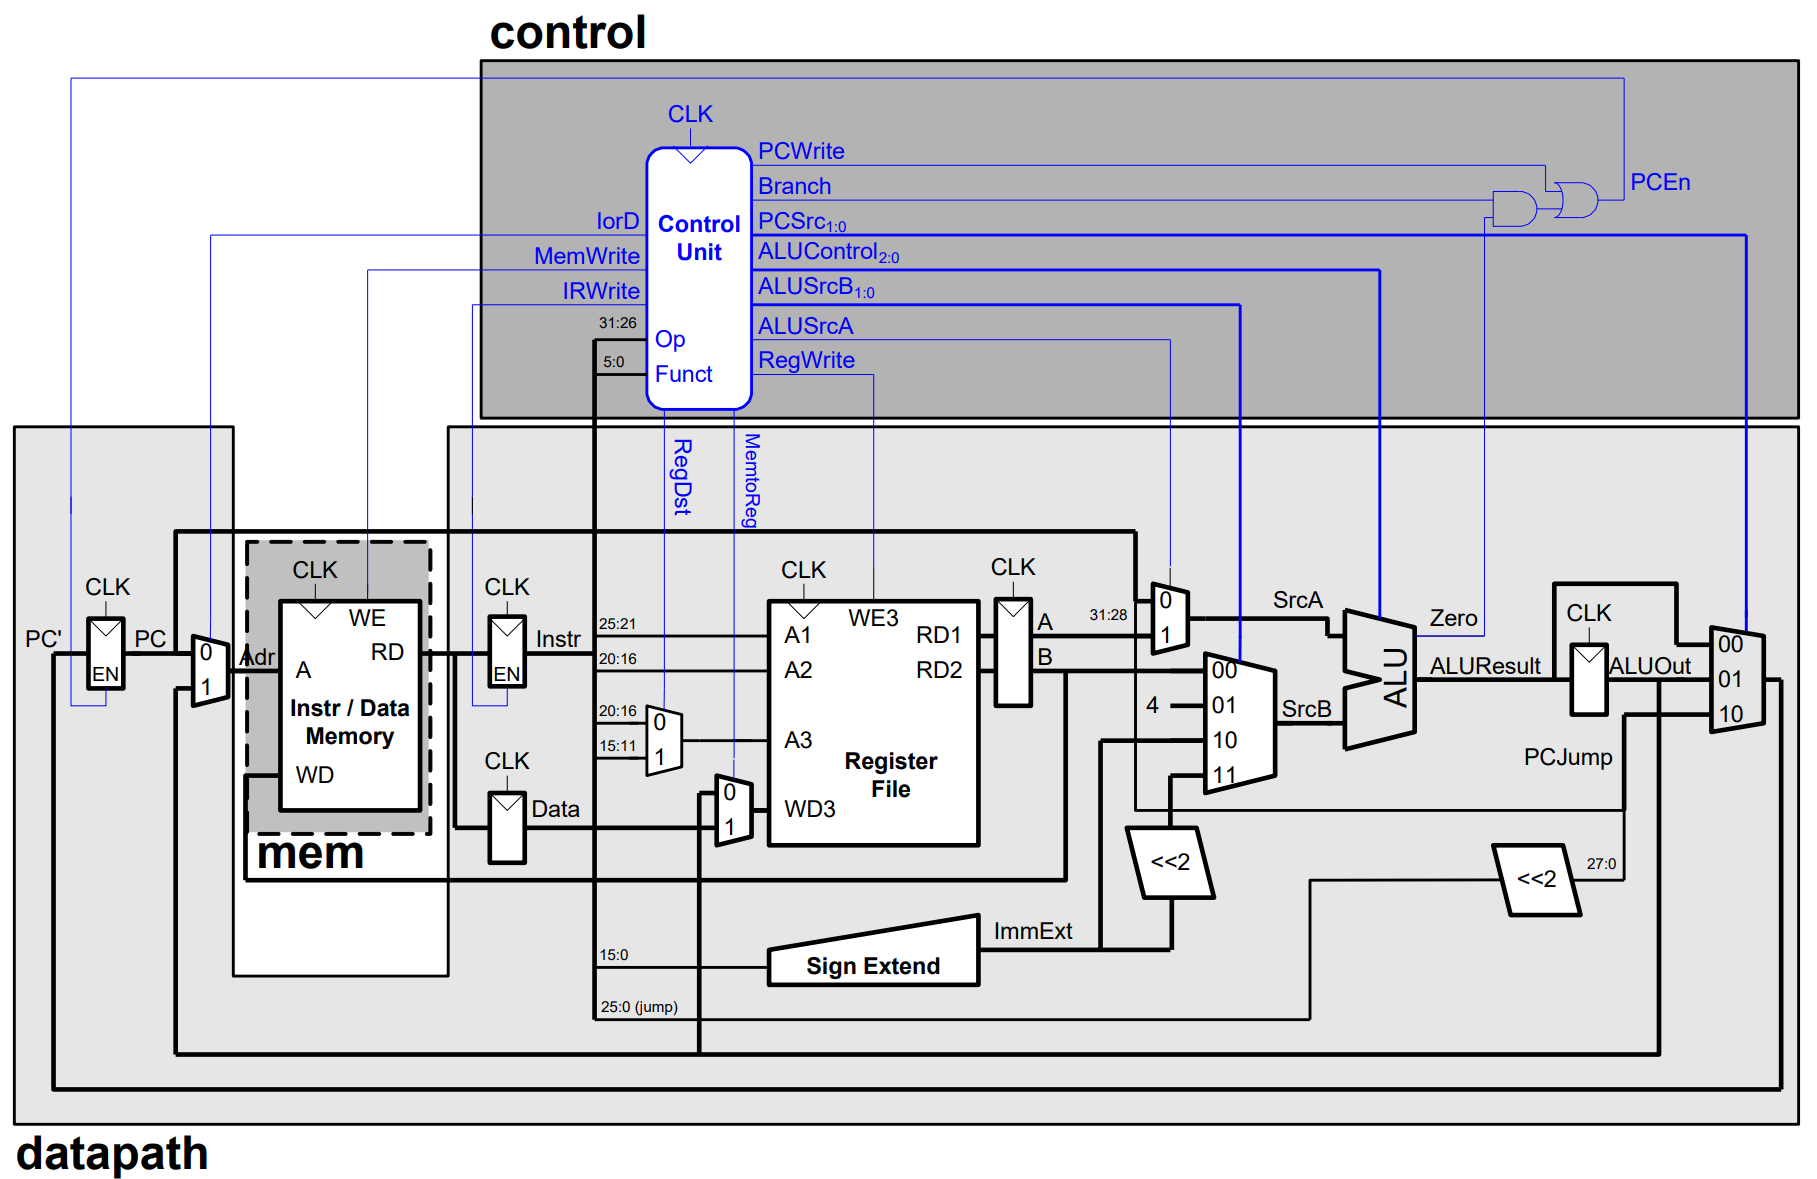 control
CLK
PCWrite
Branch
PCEn
IorD
Control
Unit
PCSrc1:0
MemWrite
ALUControl2:0
IRWrite
ALUSrcB1:0
31:26
Op
ALUSrcA
5:0
Funct
RegWrite
RegDst
MemtoReg
CLK
CLK
CLK
CLK
CLK
CLK
PC'
EN
PC
0
1
Adr
WE
RD
A
Instr / Data
Memory
WD
mem
EN
Instr
CLK
Data
25:21
20:16
20:16
15:11
0
1
0
1
A1
A2
A3
WD3
WE3
RD1
RD2
Register
File
A
B
31:28
0
1
SrcA
4
00
01
10
11
SrcB
ALU
Zero
ALUResult
ALUOut
00
01
10
PCJump
<<2
<<2
27:0
ImmExt
Sign Extend
15:0
25:0 (jump)
datapath